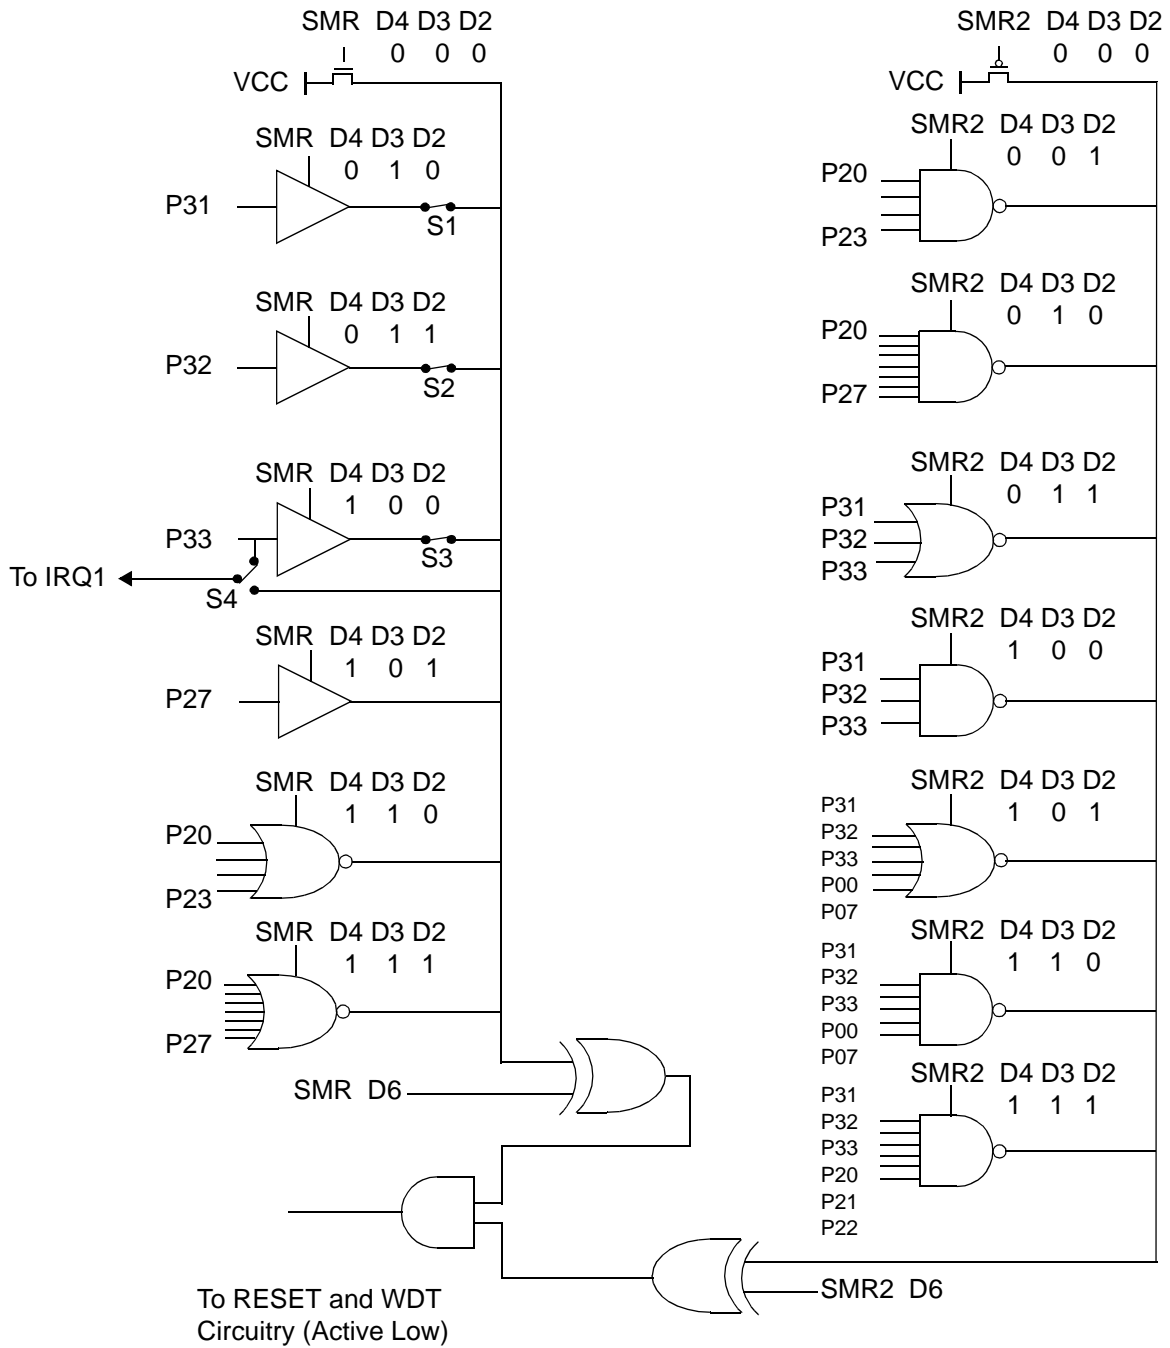 SMR D4 D3 D2
0 0 0
VCC
SMR D4 D3 D2
0 1 0
P31
S1
SMR D4 D3 D2
0 1 1
P32
S2
SMR D4 D3 D2
1 0 0
P33
S3
To IRQ1
S4
SMR D4 D3 D2
1 0 1
P27
SMR D4 D3 D2
1 1 0
P20
P23
SMR D4 D3 D2
1 1 1
P20
P27
SMR D6
To RESET and WDT
Circuitry (Active Low)
SMR2 D4 D3 D2
0 0 0
VCC
SMR2 D4 D3 D2
0 0 1
P20
P23
SMR2 D4 D3 D2
0 1 0
P20
P27
SMR2 D4 D3 D2
0 1 1
P31
P32
P33
SMR2 D4 D3 D2
1 0 0
P31
P32
P33
SMR2 D4 D3 D2
1 0 1
P31
P32
P33
P00
P07
SMR2 D4 D3 D2
1 1 0
P31
P32
P33
P00
P07
SMR2 D4 D3 D2
1 1 1
P31
P32
P33
P20
P21
P22
SMR2 D6